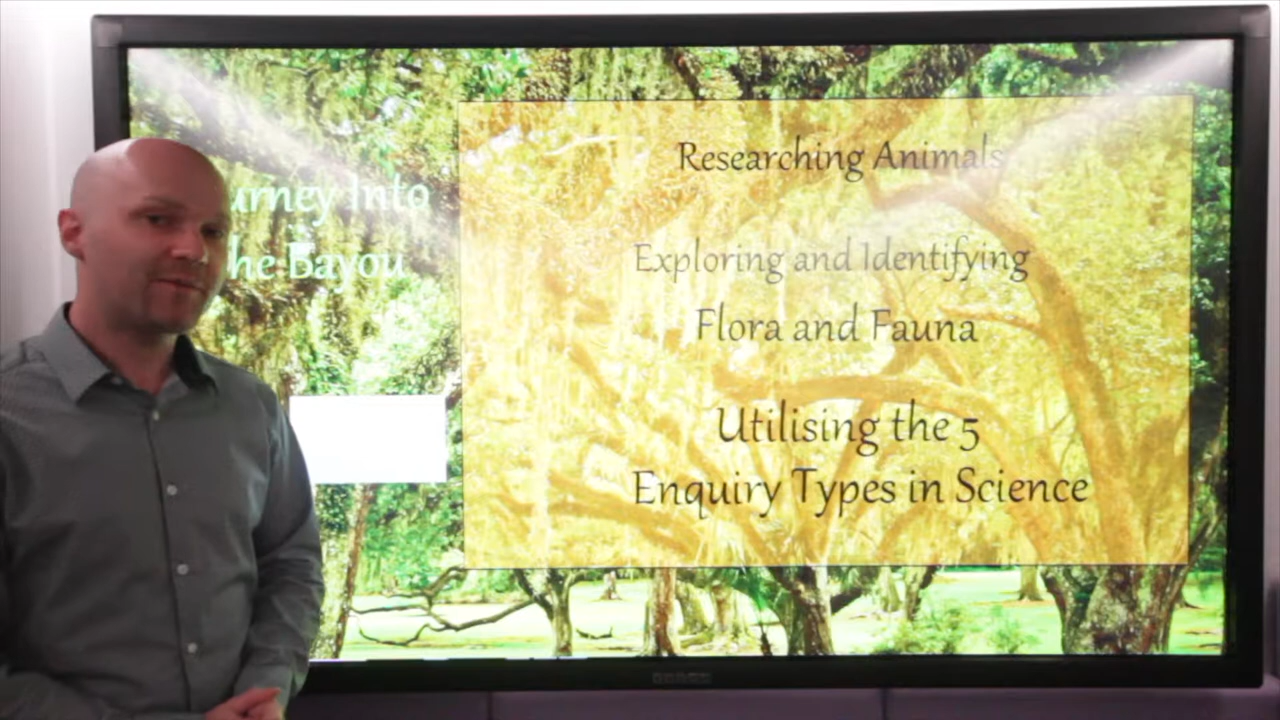 urney Into
he Bayou
Researching Animals
Exploring and Identifying
Flora and Fauna
Utilising the 5
Enquiry Types in Science